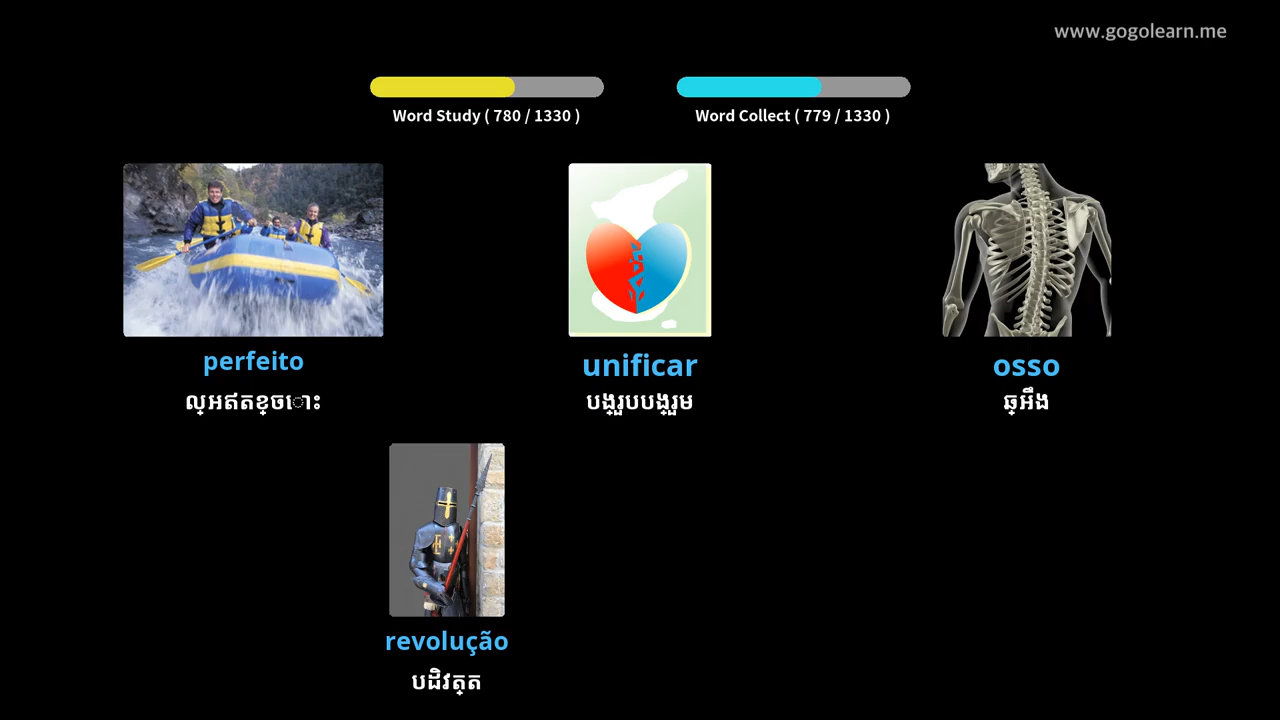 www.gogolearn.me
Word Study ( 780 / 1330 )
Word Collect ( 779 / 1330 )
perfeito
ល្អឥតខ្ចោះ
unificar
បង្រួបបង្រួម
osso
ឆ្អឹង
revolução
បដិវត្ត